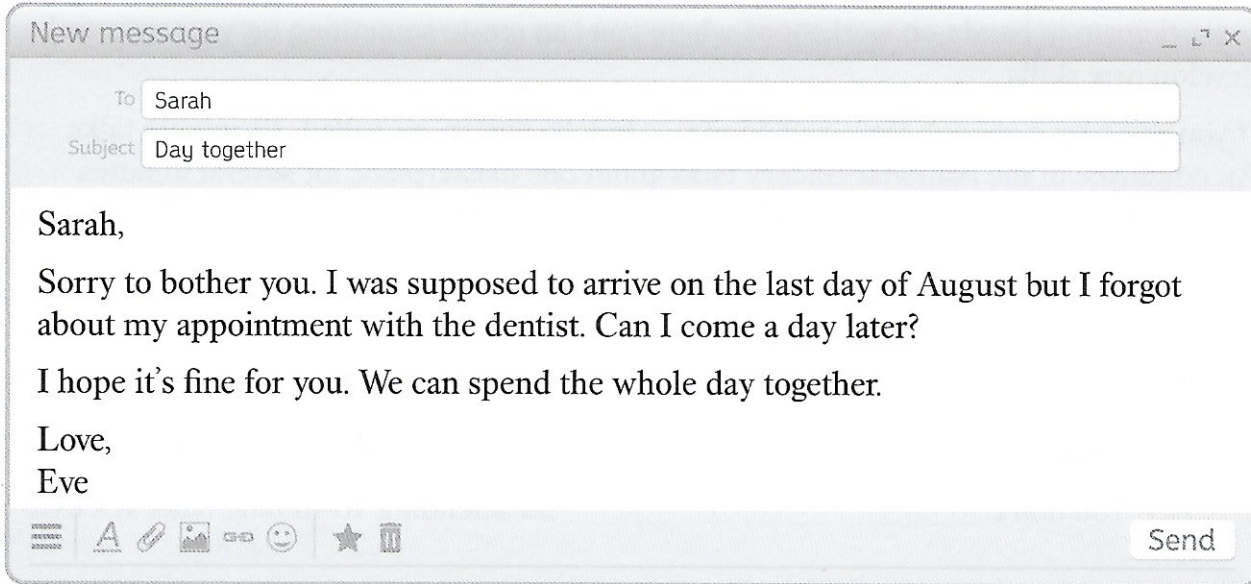 New message
To Sarah
Subject Day together
Sarah,
Sorry to bother you. I was supposed to arrive on the last day of August but I forgot
about my appointment with the dentist. Can I come a day later?
I hope it's fine for you. We can spend the whole day together.
Love,
Eve
Send